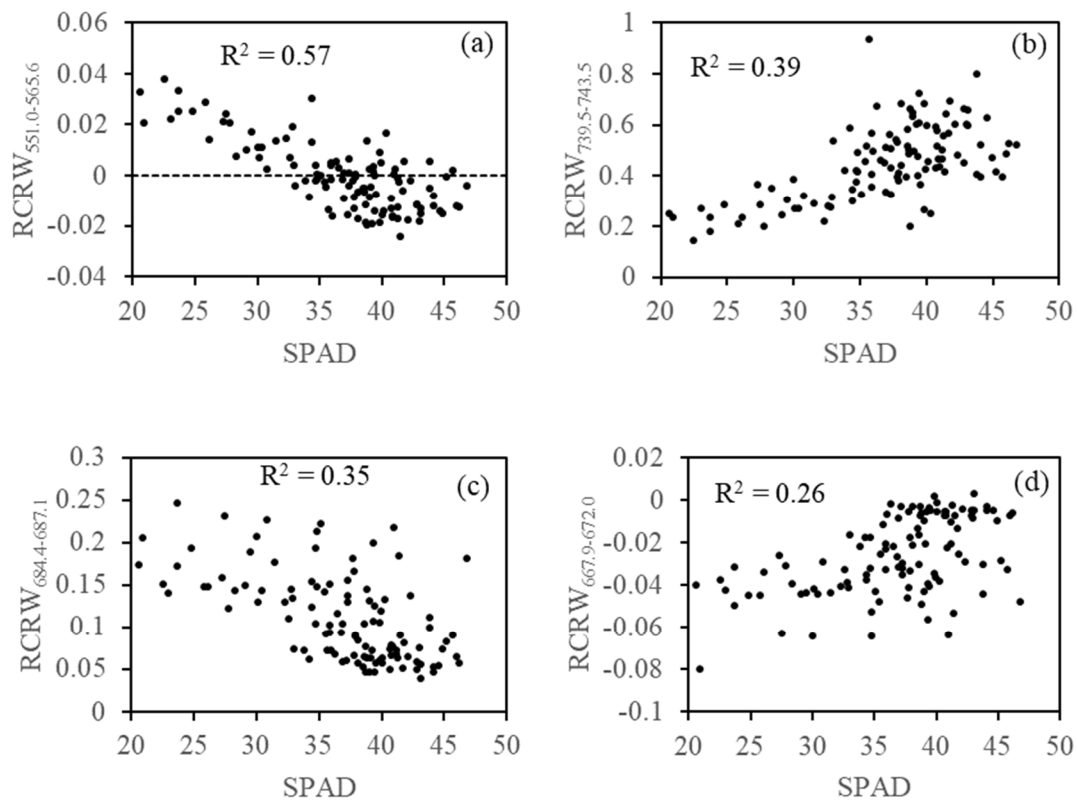 0.06
0.04
0.02
0
-0.02
-0.04
RCRW551.0-565.6
R2 = 0.57
(a)
20 25 30 35 40 45 50
SPAD
1
0.8
0.6
0.4
0.2
0
RCRW739.5-743.5
R2 = 0.39
(b)
20 25 30 35 40 45 50
SPAD
0.3
0.25
0.2
0.15
0.1
0.05
0
RCRW684.4-687.1
R2 = 0.35
(c)
20 25 30 35 40 45 50
SPAD
0.02
0
-0.02
-0.04
-0.06
-0.08
-0.1
RCRW667.9-672.0
R2 = 0.26
(d)
20 25 30 35 40 45 50
SPAD